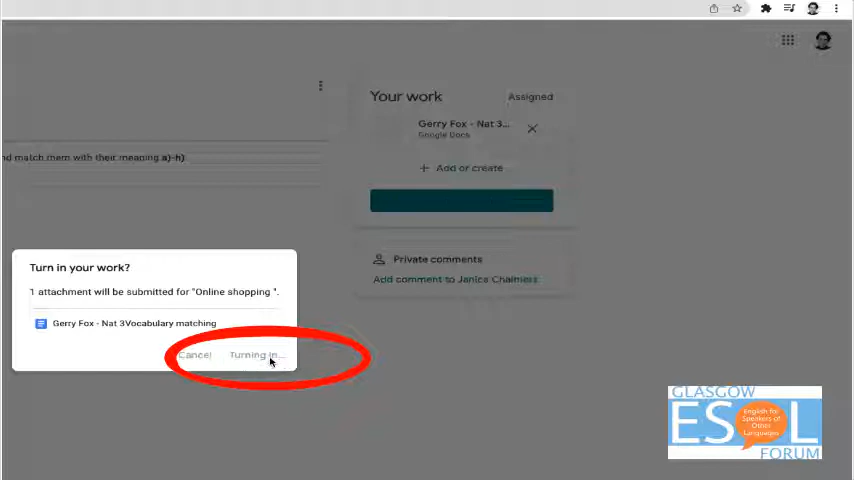 Your work Assigned
Gerry Fox - Nat 3...
Google Docs
+ Add or create
nd match mem with their meaning a)-h)
Private comments
Add comment to Janice Chalmers
Turn in your work?
1 attachment will be submitted for "Online shopping ".
Gerry Fox - Nat 3Vocabulary matching
Cancel Turning in...
GLASGOW
ESOL
English for
Speakers of
Other
Languages
FORUM